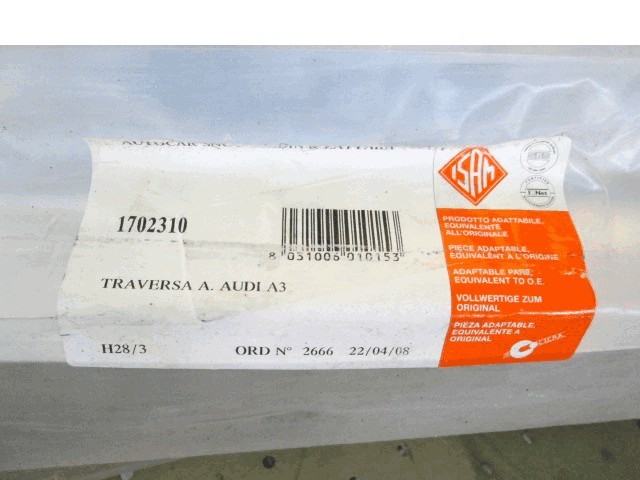 ISAM
1702310
8 031006 010153
TRAVERSA A. AUDI A3
H28/3 ORD N° 2666 22/04/08
PRODOTTO ADATTABILE,
EQUIVALENTE
ALL'ORIGINALE
PIECE ADAPTABLE,
EQUIVALENT A L'ORIGINE
ADAPTABLE PARE,
EQUIVALENT TO O.E.
VOLLWERTIGE ZUM
ORIGINAL
PIEZA ADAPTABLE,
EQUIVALENTE A
ORIGINAL